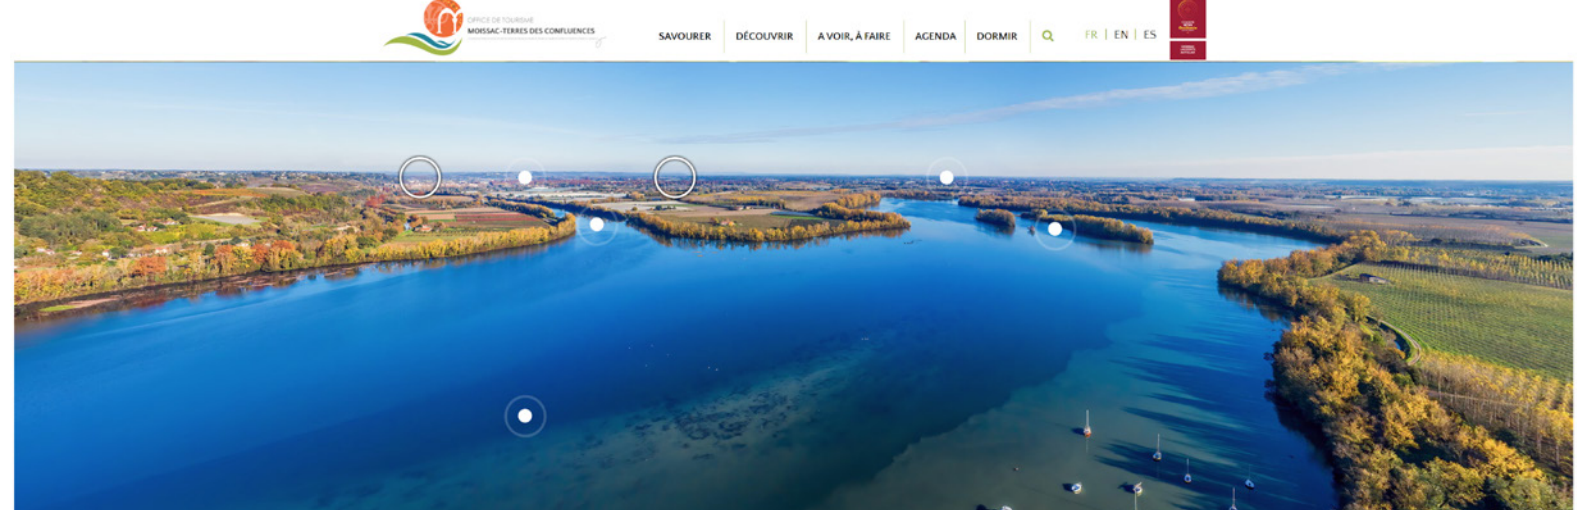 OFFICE DE TOURISME
MOISSAC-TERRES DES CONFLUENCES
SAVOURER
DÉCOUVRIR
A VOIR, À FAIRE
AGENDA
DORMIR
FR | EN | ES